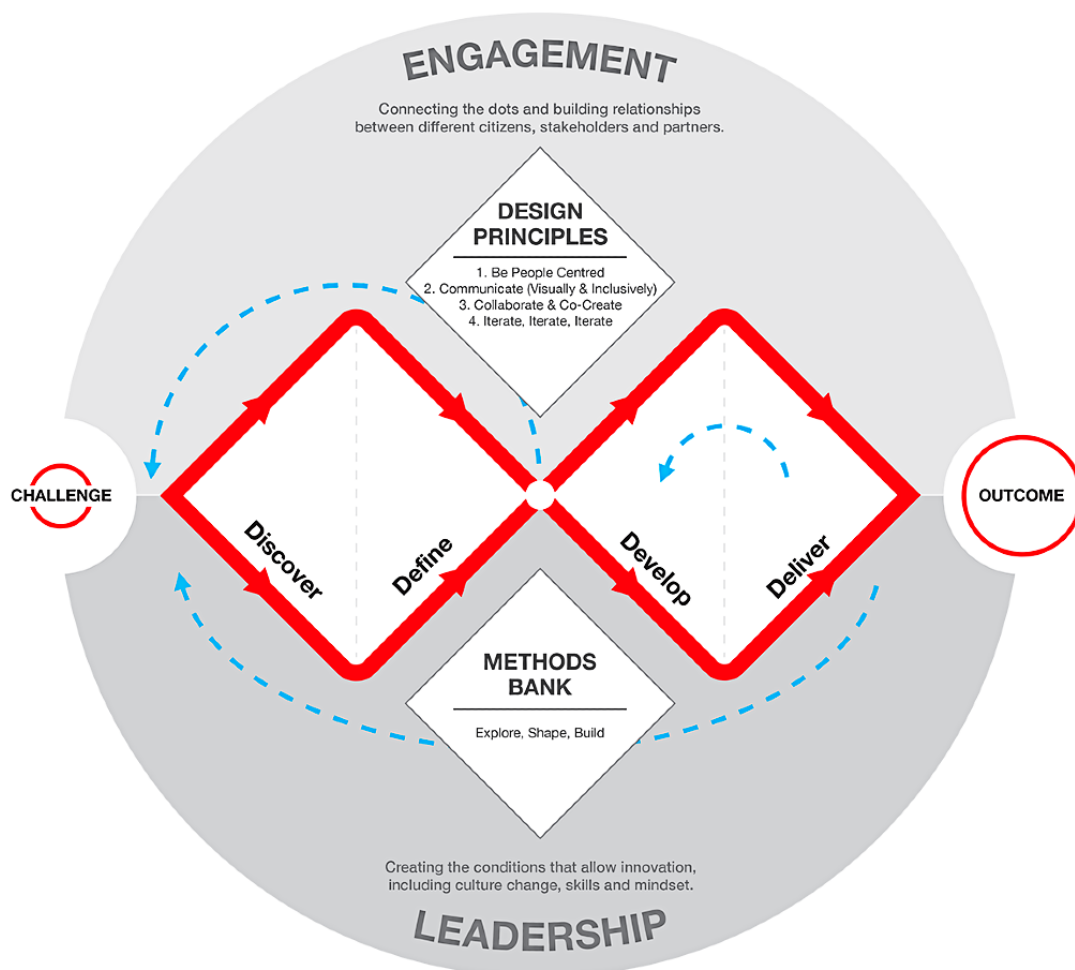 ENGAGEMENT
Connecting the dots and building relationships
between different citizens, stakeholders and partners.
DESIGN
PRINCIPLES
1. Be People Centred
2. Communicate (Visually & Inclusively)
3. Collaborate & Co-Create
4. Iterate, Iterate, Iterate
CHALLENGE
OUTCOME
Discover
Define
Develop
Deliver
METHODS
BANK
Explore, Shape, Build
Creating the conditions that allow innovation,
including culture change, skills and mindset.
LEADERSHIP